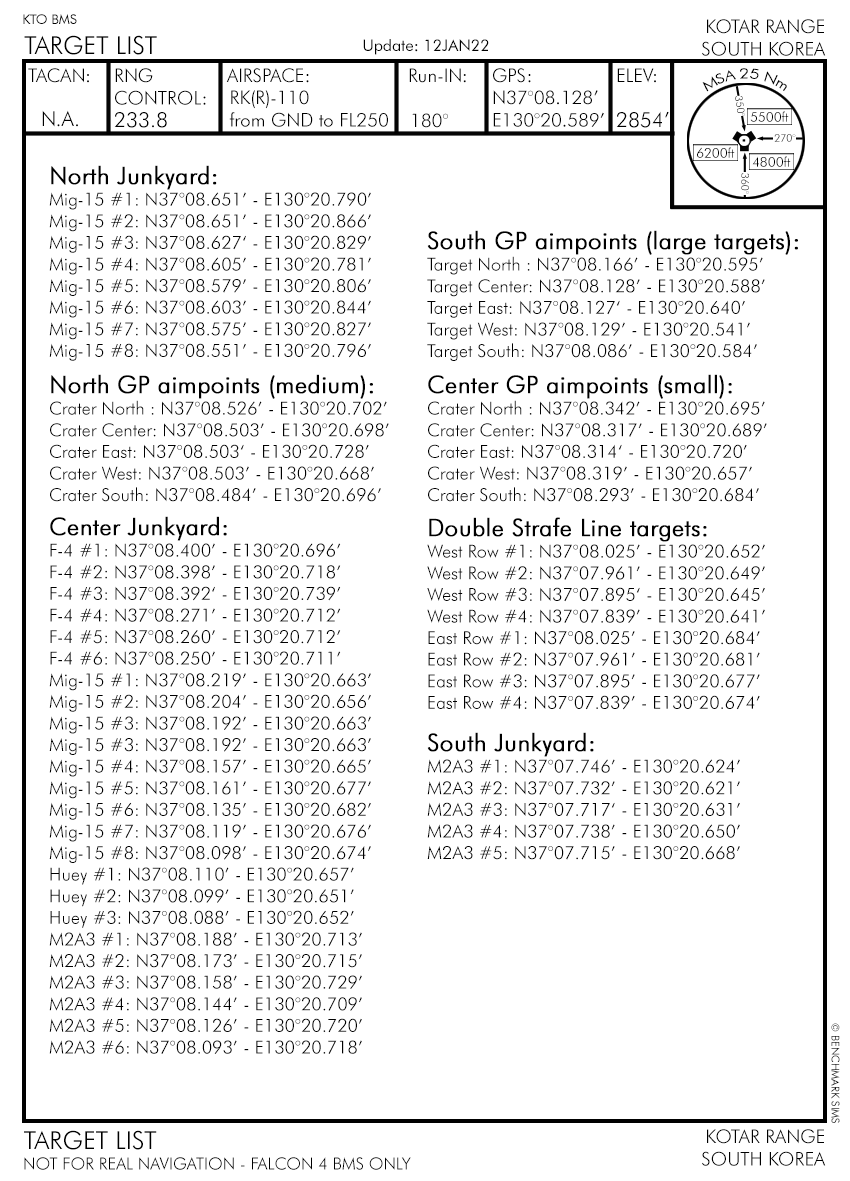 KTO BMS
TARGET LIST
Update: 12JAN22
KOTAR RANGE
SOUTH KOREA
TACAN:
N.A.
RNG
CONTROL:
233.8
AIRSPACE:
RK(R)-110
from GND to FL250
Run-IN:
180°
GPS:
N37°08.128′
E130°20.589′
ELEV:
2854′
MSA 25 Nm
350°
5500ft
270°
6200ft
4800ft
360°
North Junkyard:
Mig-15 #1: N37°08.651′ - E130°20.790′
Mig-15 #2: N37°08.651′ - E130°20.866′
Mig-15 #3: N37°08.627′ - E130°20.829′
Mig-15 #4: N37°08.605′ - E130°20.781′
Mig-15 #5: N37°08.579′ - E130°20.806′
Mig-15 #6: N37°08.603′ - E130°20.844′
Mig-15 #7: N37°08.575′ - E130°20.827′
Mig-15 #8: N37°08.551′ - E130°20.796′
North GP aimpoints (medium):
Crater North : N37°08.526′ - E130°20.702′
Crater Center: N37°08.503′ - E130°20.698′
Crater East: N37°08.503′ - E130°20.728′
Crater West: N37°08.503′ - E130°20.668′
Crater South: N37°08.484′ - E130°20.696′
Center Junkyard:
F-4 #1: N37°08.400′ - E130°20.696′
F-4 #2: N37°08.398′ - E130°20.718′
F-4 #3: N37°08.392′ - E130°20.739′
F-4 #4: N37°08.271′ - E130°20.712′
F-4 #5: N37°08.260′ - E130°20.712′
F-4 #6: N37°08.250′ - E130°20.711′
Mig-15 #1: N37°08.219′ - E130°20.663′
Mig-15 #2: N37°08.204′ - E130°20.656′
Mig-15 #3: N37°08.192′ - E130°20.663′
Mig-15 #3: N37°08.192′ - E130°20.663′
Mig-15 #4: N37°08.157′ - E130°20.665′
Mig-15 #5: N37°08.161′ - E130°20.677′
Mig-15 #6: N37°08.135′ - E130°20.682′
Mig-15 #7: N37°08.119′ - E130°20.676′
Mig-15 #8: N37°08.098′ - E130°20.674′
Huey #1: N37°08.110′ - E130°20.657′
Huey #2: N37°08.099′ - E130°20.651′
Huey #3: N37°08.088′ - E130°20.652′
M2A3 #1: N37°08.188′ - E130°20.713′
M2A3 #2: N37°08.173′ - E130°20.715′
M2A3 #3: N37°08.158′ - E130°20.729′
M2A3 #4: N37°08.144′ - E130°20.709′
M2A3 #5: N37°08.126′ - E130°20.720′
M2A3 #6: N37°08.093′ - E130°20.718′
South GP aimpoints (large targets):
Target North : N37°08.166′ - E130°20.595′
Target Center: N37°08.128′ - E130°20.588′
Target East: N37°08.127′ - E130°20.640′
Target West: N37°08.129′ - E130°20.541′
Target South: N37°08.086′ - E130°20.584′
Center GP aimpoints (small):
Crater North : N37°08.342′ - E130°20.695′
Crater Center: N37°08.317′ - E130°20.689′
Crater East: N37°08.314′ - E130°20.720′
Crater West: N37°08.319′ - E130°20.657′
Crater South: N37°08.293′ - E130°20.684′
Double Strafe Line targets:
West Row #1: N37°08.025′ - E130°20.652′
West Row #2: N37°07.961′ - E130°20.649′
West Row #3: N37°07.895′ - E130°20.645′
West Row #4: N37°07.839′ - E130°20.641′
East Row #1: N37°08.025′ - E130°20.684′
East Row #2: N37°07.961′ - E130°20.681′
East Row #3: N37°07.895′ - E130°20.677′
East Row #4: N37°07.839′ - E130°20.674′
South Junkyard:
M2A3 #1: N37°07.746′ - E130°20.624′
M2A3 #2: N37°07.732′ - E130°20.621′
M2A3 #3: N37°07.717′ - E130°20.631′
M2A3 #4: N37°07.738′ - E130°20.650′
M2A3 #5: N37°07.715′ - E130°20.668′
© BENCHMARK SIMS
TARGET LIST
NOT FOR REAL NAVIGATION - FALCON 4 BMS ONLY
KOTAR RANGE
SOUTH KOREA